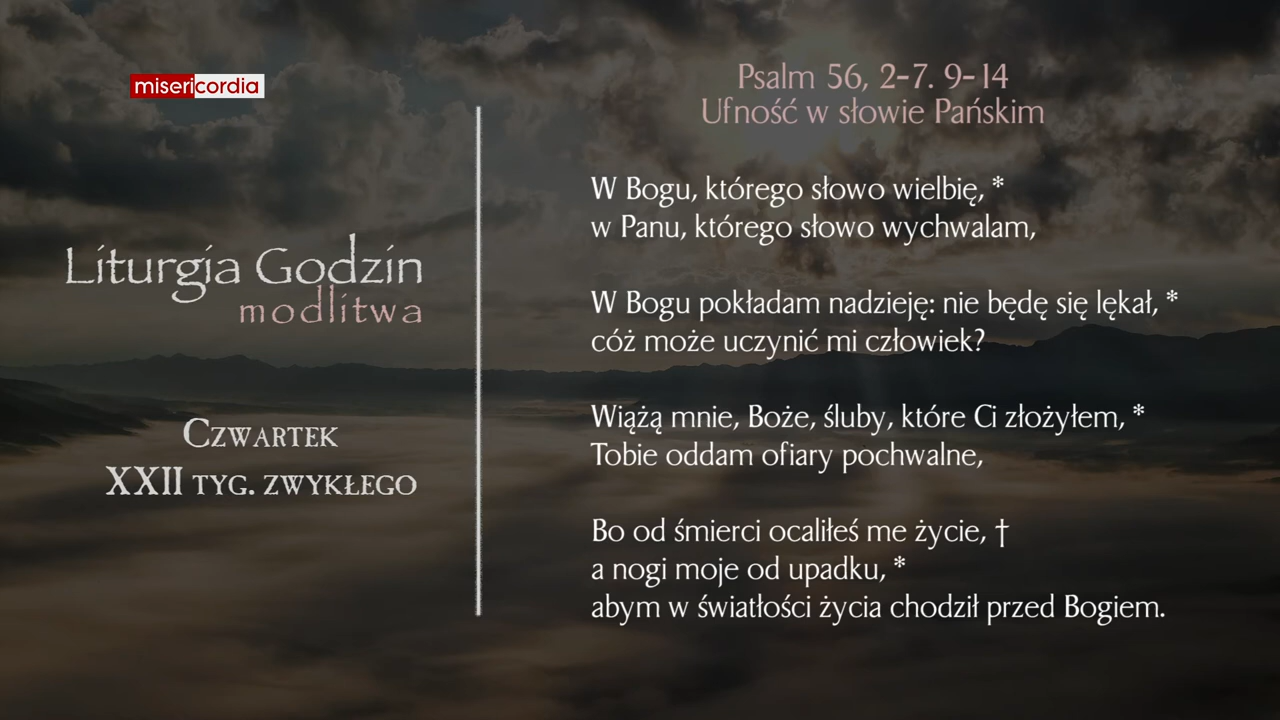 misericordia
Liturgia Godzin
modlitwa
Czwartek
XXII tyg. zwykłego
Psalm 56, 2-7. 9-14
Ufność w słowie Pańskim
W Bogu, którego słowo wielbię, *
w Panu, którego słowo wychwalam,
W Bogu pokładam nadzieję: nie będę się lękał, *
cóż może uczynić mi człowiek?
Wiążą mnie, Boże, śluby, które Ci złożyłem, *
Tobie oddam ofiary pochwalne,
Bo od śmierci ocaliłeś me życie, †
a nogi moje od upadku, *
abym w światłości życia chodził przed Bogiem.